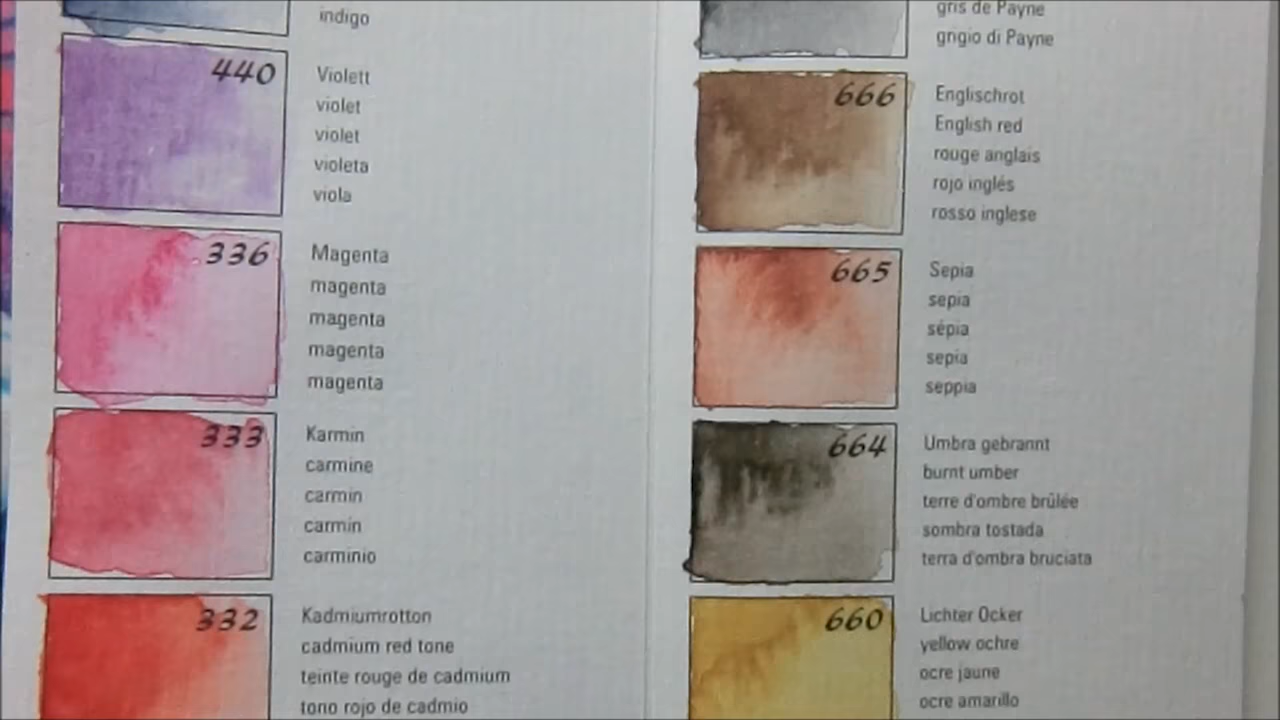 indigo
440
Violett
violet
violet
violeta
viola
336
Magenta
magenta
magenta
magenta
magenta
333
Karmin
carmine
carmin
carmín
carminio
332
Kadmiumrotton
cadmium red tone
teinte rouge de cadmium
tono rojo de cadmio
gris de Payne
grigio di Payne
666
Englischrot
English red
rouge anglais
rojo inglés
rosso inglese
665
Sepia
sepia
sépia
sepia
seppia
664
Umbra gebrannt
burnt umber
terre d'ombre brûlée
sombra tostada
terra d'ombra bruciata
660
Lichter Ocker
yellow ochre
ocre jaune
ocre amarillo